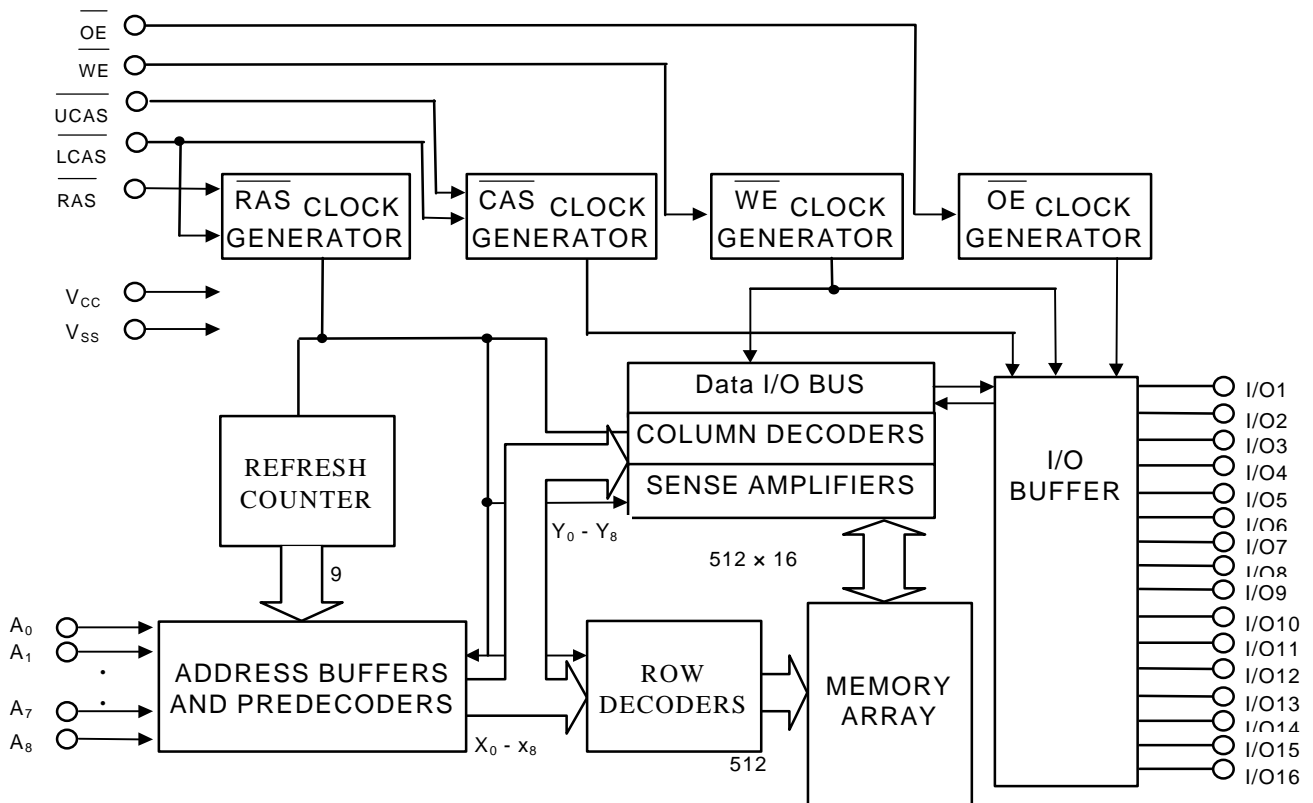 OE
WE
UCAS
LCAS
RAS
RAS CLOCK
GENERATOR
CAS CLOCK
GENERATOR
WE CLOCK
GENERATOR
OE CLOCK
GENERATOR
VCC
VSS
Data I/O BUS
COLUMN DECODERS
SENSE AMPLIFIERS
REFRESH
COUNTER
I/O
BUFFER
I/O1
I/O2
I/O3
I/O4
I/O5
I/O6
I/O7
I/O8
I/O9
I/O10
I/O11
I/O12
I/O13
I/O14
I/O15
I/O16
Y0 - Y8
512 × 16
9
A0
A1
.
.
A7
.
A8
ADDRESS BUFFERS
AND PREDECODERS
ROW
DECODERS
MEMORY
ARRAY
X0 - x8
512